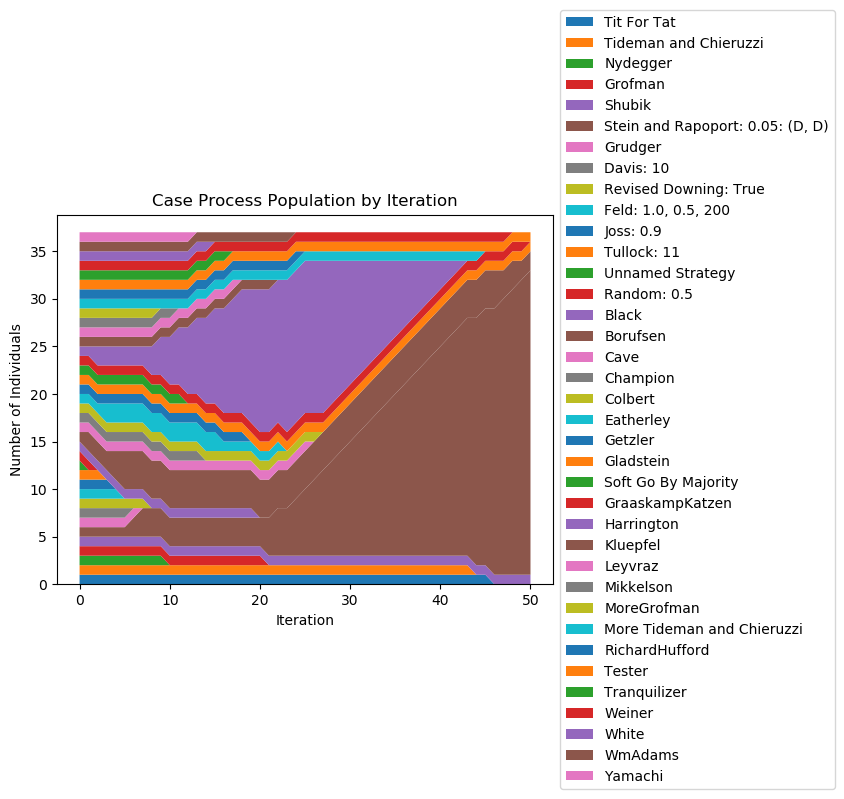 Case Process Population by Iteration
Number of Individuals
35
30
25
20
15
10
5
0
0 10 20 30 40 50
Iteration
Tit For Tat
Tideman and Chieruzzi
Nydegger
Grofman
Shubik
Stein and Rapoport: 0.05: (D, D)
Grudger
Davis: 10
Revised Downing: True
Feld: 1.0, 0.5, 200
Joss: 0.9
Tullock: 11
Unnamed Strategy
Random: 0.5
Black
Borufsen
Cave
Champion
Colbert
Eatherley
Getzler
Gladstein
Soft Go By Majority
GraaskampKatzen
Harrington
Kluepfel
Leyvraz
Mikkelson
MoreGrofman
More Tideman and Chieruzzi
RichardHufford
Tester
Tranquilizer
Weiner
White
WmAdams
Yamachi